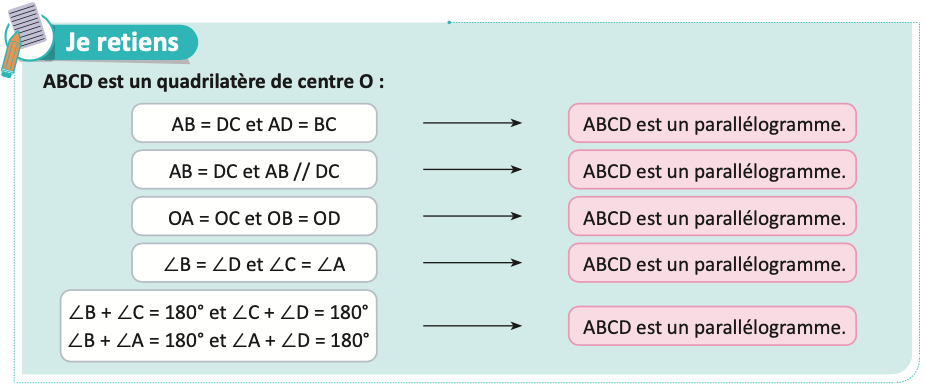 Je retiens
ABCD est un quadrilatère de centre O :
AB = DC et AD = BC
ABCD est un parallélogramme.
AB = DC et AB // DC
ABCD est un parallélogramme.
OA = OC et OB = OD
ABCD est un parallélogramme.
∠B = ∠D et ∠C = ∠A
ABCD est un parallélogramme.
∠B + ∠C = 180° et ∠C + ∠D = 180°
∠B + ∠A = 180° et ∠A + ∠D = 180°
ABCD est un parallélogramme.